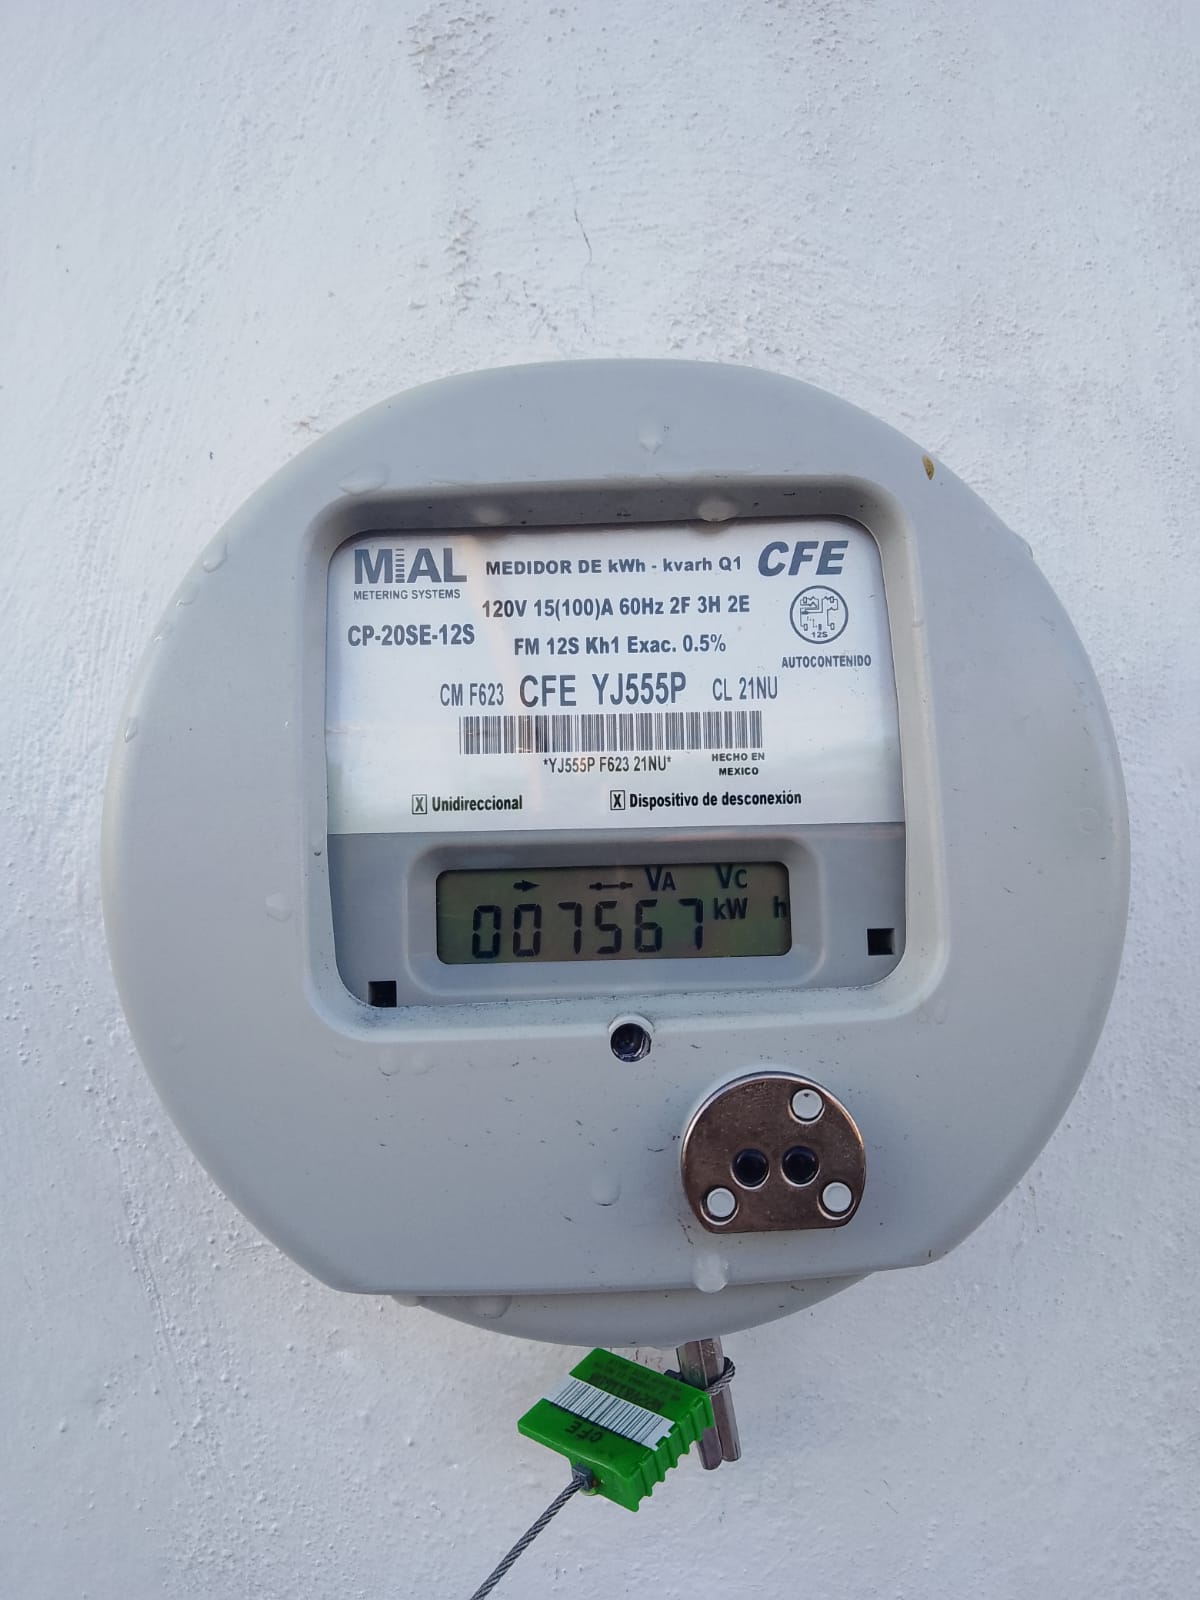 MIAL
METERING SYSTEMS
MEDIDOR DE kWh - kvarh Q1
CFE
120V 15(100)A 60Hz 2F 3H 2E
CP-20SE-12S
FM 12S Kh1 Exac. 0.5%
12S
AUTOCONTENIDO
CM F623 CFE YJ555P CL 21NU
*YJ555P F623 21NU*
HECHO EN
MEXICO
X Unidireccional
X Dispositivo de desconexión
VA VC
007567 kW h
CFE